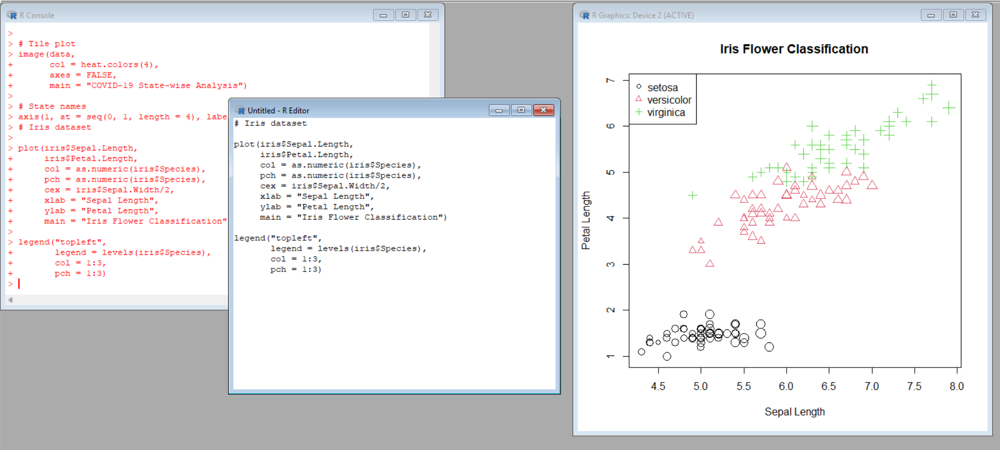 R Console
>
> # Tile plot
> image(data,
+       col = heat.colors(4),
+       axes = FALSE,
+       main = "COVID-19 State-wise Analysis")
>
> # State names
> axis(1, at = seq(0, 1, length = 4), labe
> # Iris dataset
>
> plot(iris$Sepal.Length,
+      iris$Petal.Length,
+      col = as.numeric(iris$Species),
+      pch = as.numeric(iris$Species),
+      cex = iris$Sepal.Width/2,
+      xlab = "Sepal Length",
+      ylab = "Petal Length",
+      main = "Iris Flower Classification"
>
> legend("topleft",
+        legend = levels(iris$Species),
+        col = 1:3,
+        pch = 1:3)
>
Untitled - R Editor
# Iris dataset
plot(iris$Sepal.Length,
     iris$Petal.Length,
     col = as.numeric(iris$Species),
     pch = as.numeric(iris$Species),
     cex = iris$Sepal.Width/2,
     xlab = "Sepal Length",
     ylab = "Petal Length",
     main = "Iris Flower Classification")
legend("topleft",
       legend = levels(iris$Species),
       col = 1:3,
       pch = 1:3)
R Graphics: Device 2 (ACTIVE)
Iris Flower Classification
setosa
versicolor
virginica
7
6
5
4
3
2
1
Petal Length
4.5 5.0 5.5 6.0 6.5 7.0 7.5 8.0
Sepal Length